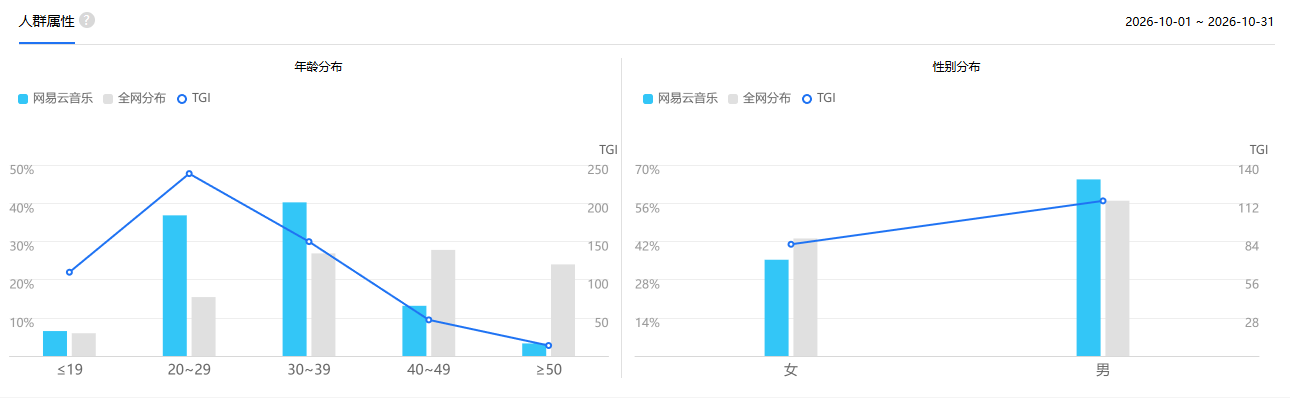 人群属性 ?
2026-10-01 ~ 2026-10-31
年龄分布
网易云音乐 全网分布 TGI
TGI
50% 250
40% 200
30% 150
20% 100
10% 50
≤19 20~29 30~39 40~49 ≥50
性别分布
网易云音乐 全网分布 TGI
TGI
70% 140
56% 112
42% 84
28% 56
14% 28
女 男